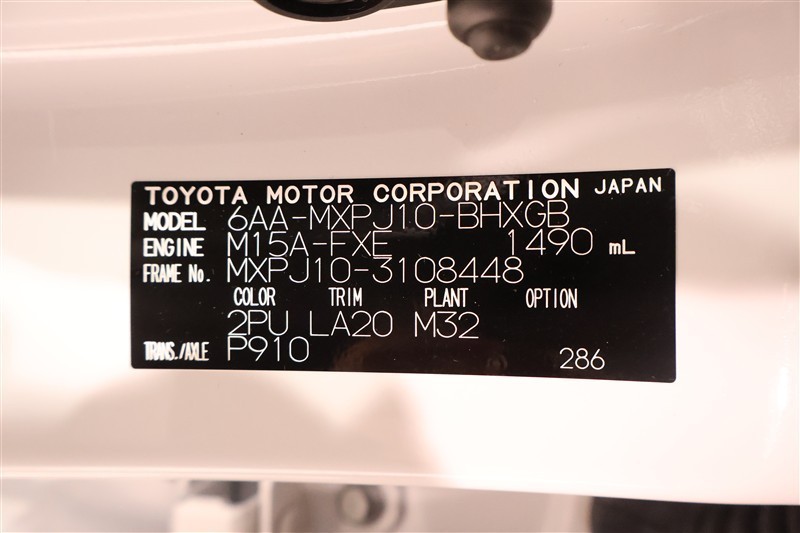 TOYOTA MOTOR CORPORATION JAPAN
MODEL 6AA-MXPJ10-BHXGB
ENGINE M15A-FXE 1490 mL
FRAME No. MXPJ10-3108448
COLOR TRIM PLANT OPTION
2PU LA20 M32
TRANS./AXLE P910 286